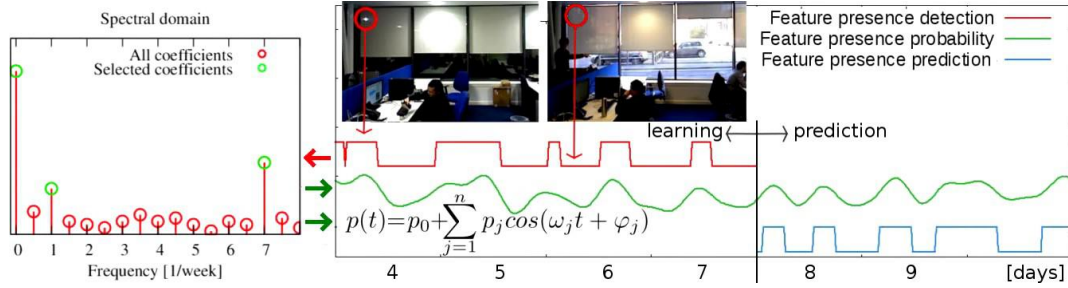 Spectral domain
All coefficients
Selected coefficients
0 1 2 3 4 5 6 7
Frequency [1/week]
Feature presence detection
Feature presence probability
Feature presence prediction
learning prediction
p(t)=p₀+∑ⁿⱼ₌₁ pⱼcos(ωⱼt + φⱼ)
4 5 6 7 8 9 [days]